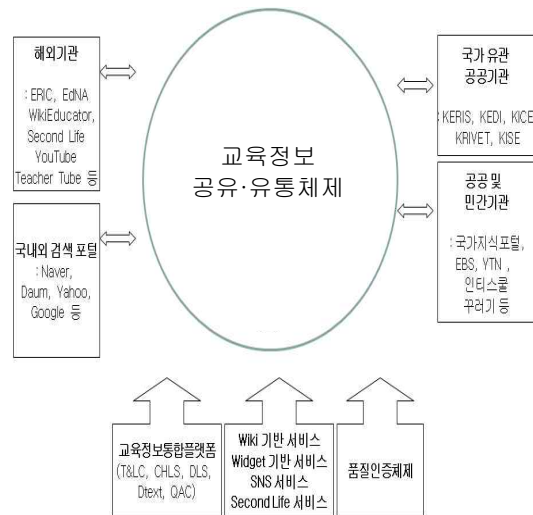 해외기관
: ERIC, EdNA
WikiEducator,
Second Life
YouTube
Teacher Tube 등
국내외 검색 포털
: Naver,
Daum, Yahoo,
Google 등
교육정보
공유·유통체제
국가 유관
공공기관
: KERIS, KEDI, KICE
KRIVET, KISE
공공 및
민간기관
: 국가지식포털,
EBS, YTN ,
인티스쿨
꾸러기 등
교육정보통합플랫폼
(T&LC, CHLS, DLS,
Dtext, QAC)
Wiki 기반 서비스
Widget 기반 서비스
SNS 서비스
Second Life 서비스
품질인증체제